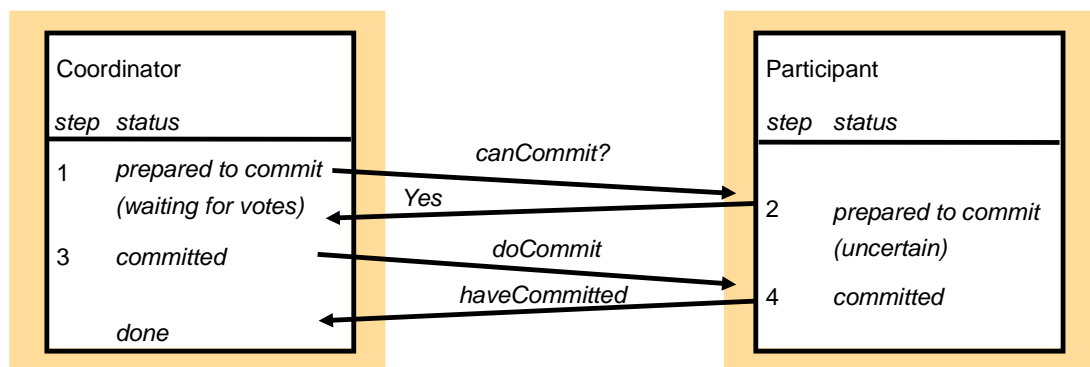 Coordinator
step status
1 prepared to commit
(waiting for votes)
3 committed
done
canCommit?
Yes
doCommit
haveCommitted
Participant
step status
2 prepared to commit
(uncertain)
4 committed